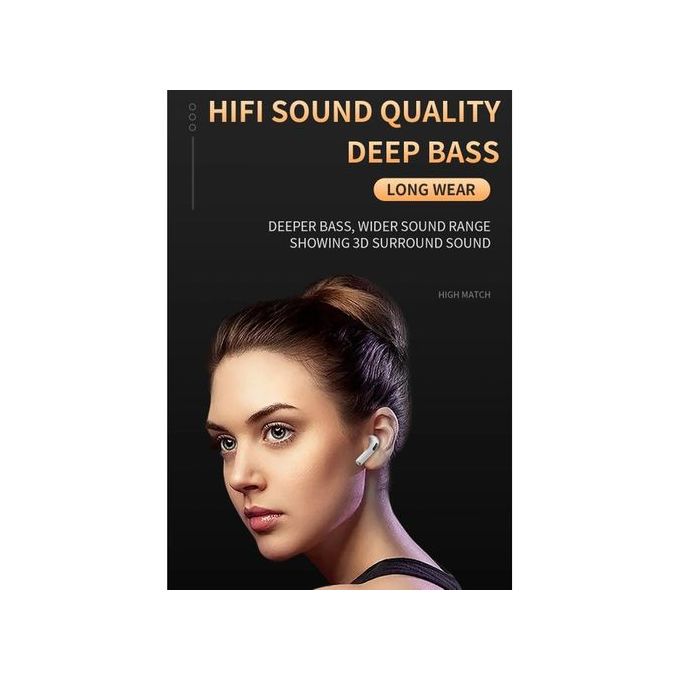 HIFI SOUND QUALITY
DEEP BASS
LONG WEAR
DEEPER BASS, WIDER SOUND RANGE
SHOWING 3D SURROUND SOUND
HIGH MATCH